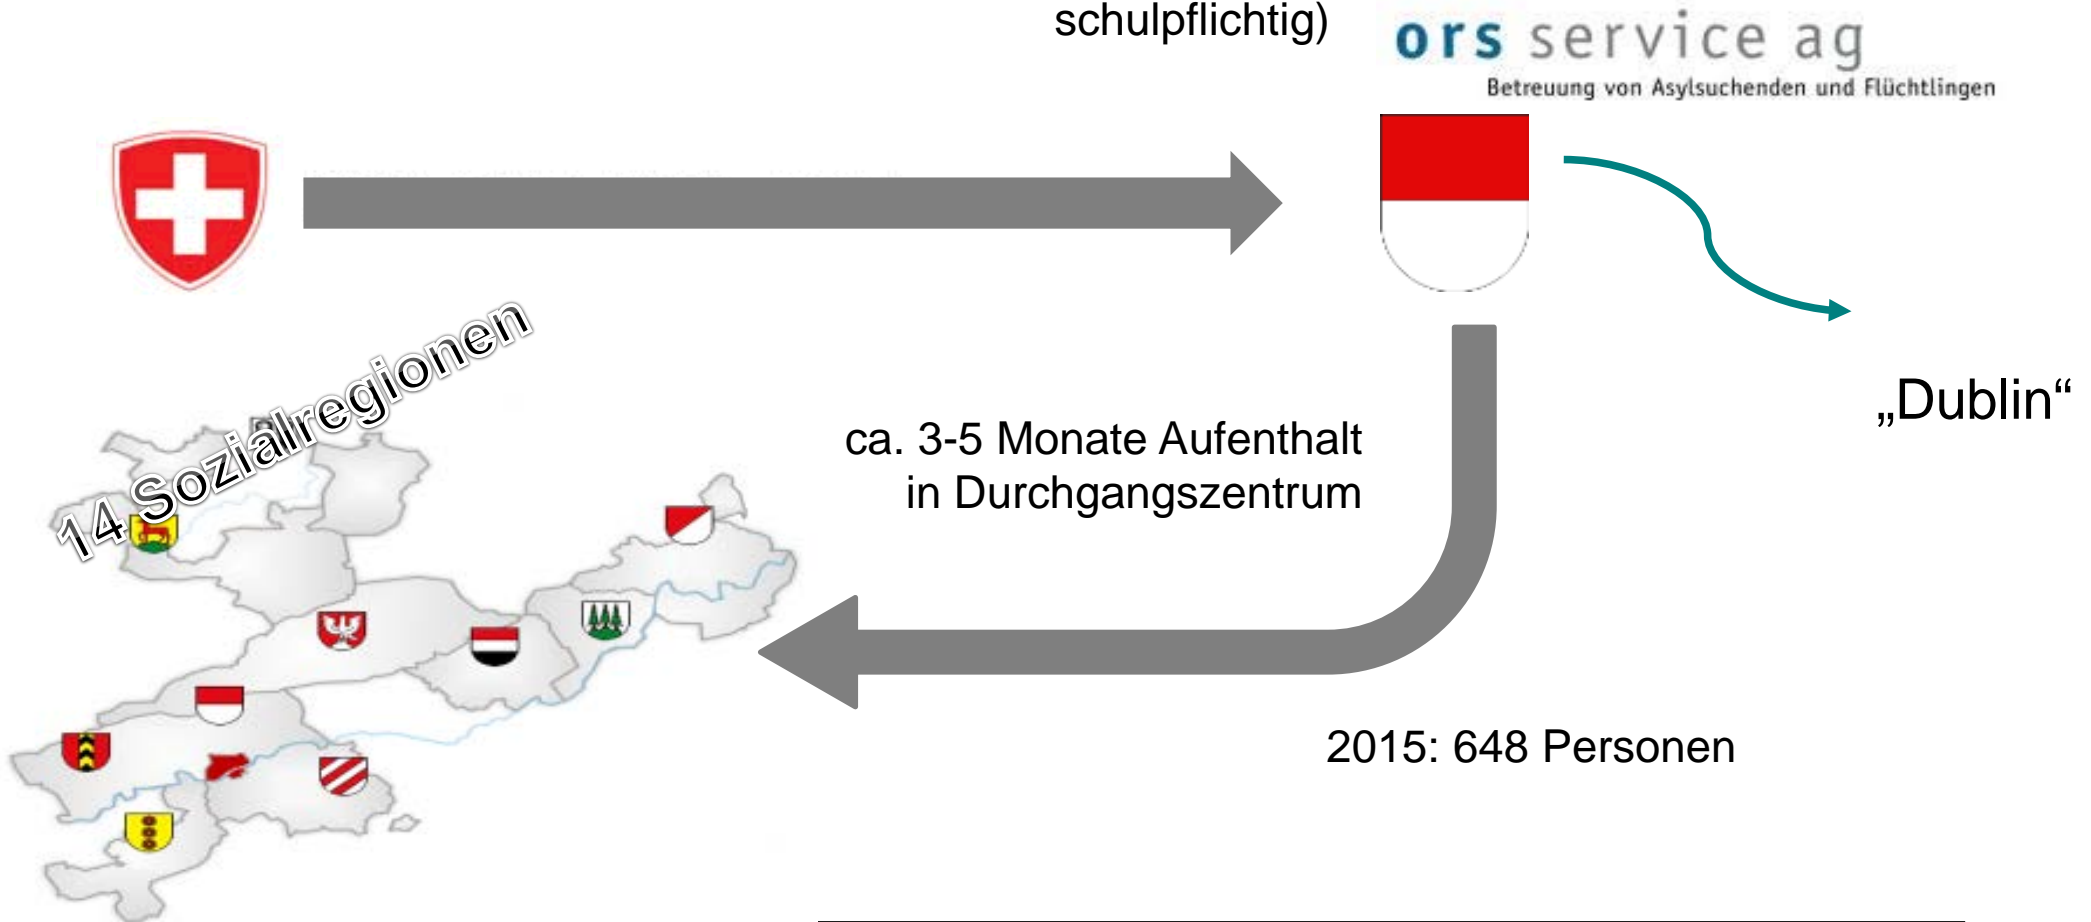 schulpflichtig)
ors service ag
Betreuung von Asylsuchenden und Flüchtlingen
14 Sozialregionen
„Dublin“
ca. 3-5 Monate Aufenthalt
in Durchgangszentrum
2015: 648 Personen